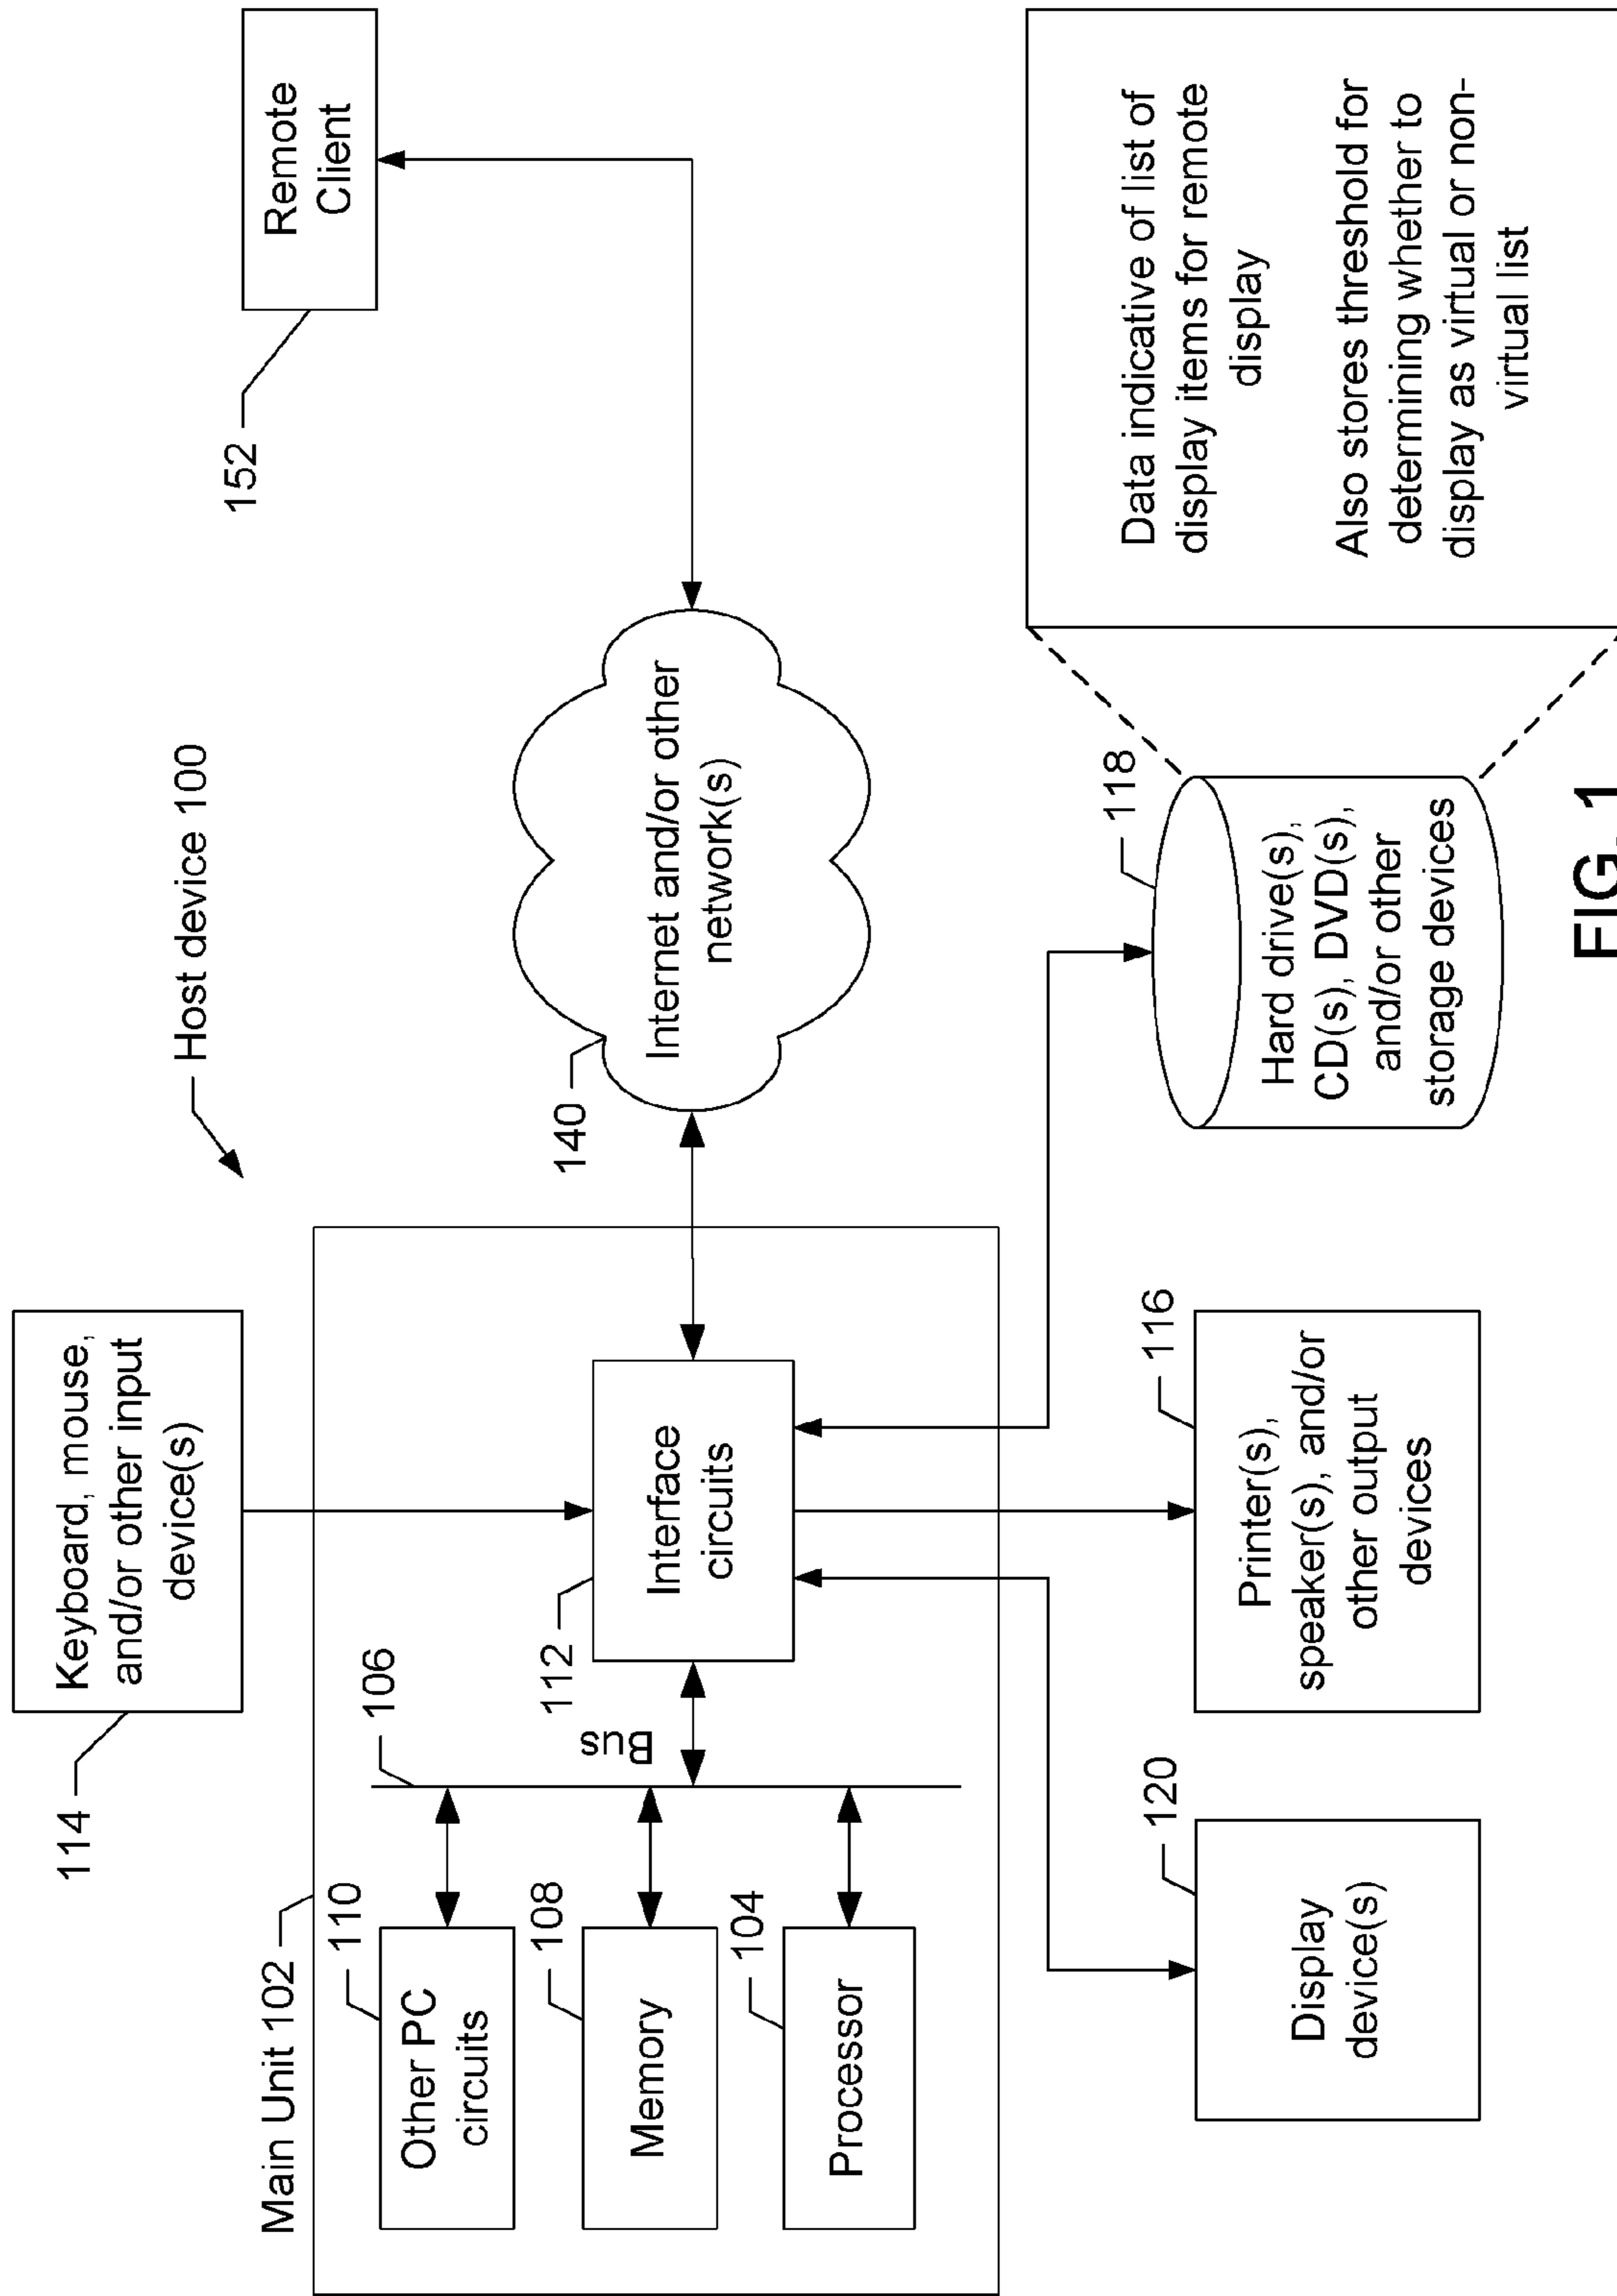 Host device 100
Main Unit 102
114
Keyboard, mouse,
and/or other input
device(s)
110
Other PC
circuits
108
Memory
104
Processor
106
Bus
112
Interface
circuits
140
Internet and/or other
network(s)
152
Remote
Client
120
Display
device(s)
116
Printer(s),
speaker(s), and/or
other output
devices
118
Hard drive(s),
CD(s), DVD(s),
and/or other
storage devices
Data indicative of list of
display items for remote
display
Also stores threshold for
determining whether to
display as virtual or non-
virtual list
FIG. 1